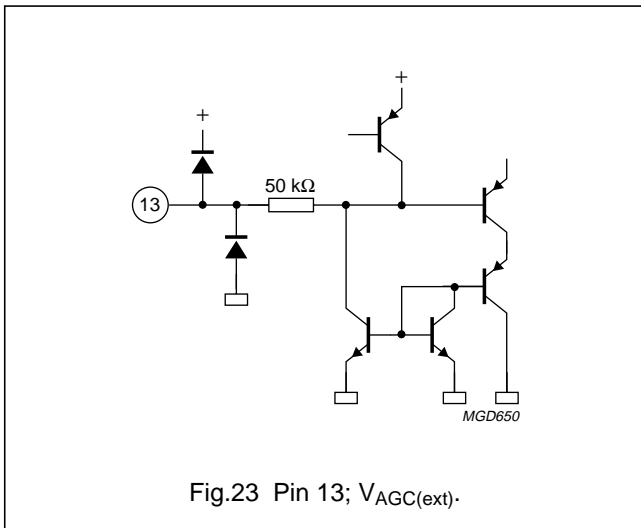 +
+
50 kΩ
13
MGD650
Fig.23 Pin 13; VAGC(ext).